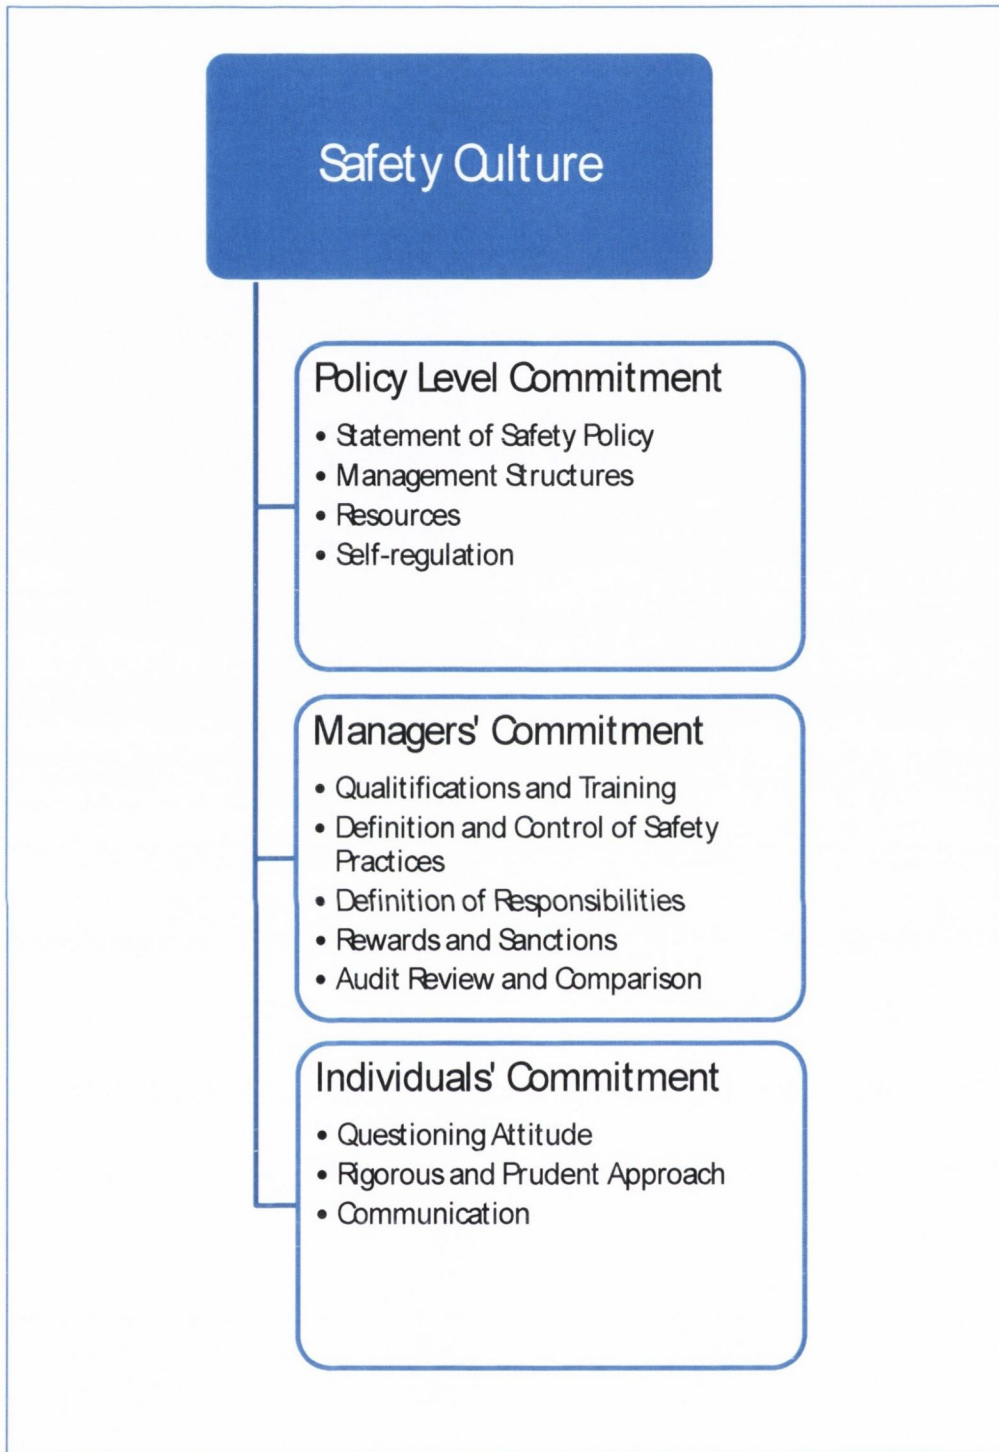 Safety Culture
Policy Level Commitment
• Statement of Safety Policy
• Management Structures
• Resources
• Self-regulation
Managers' Commitment
• Qualitifications and Training
• Definition and Control of Safety
Practices
• Definition of Responsibilities
• Rewards and Sanctions
• Audit Review and Comparison
Individuals' Commitment
• Questioning Attitude
• Rigorous and Prudent Approach
• Communication